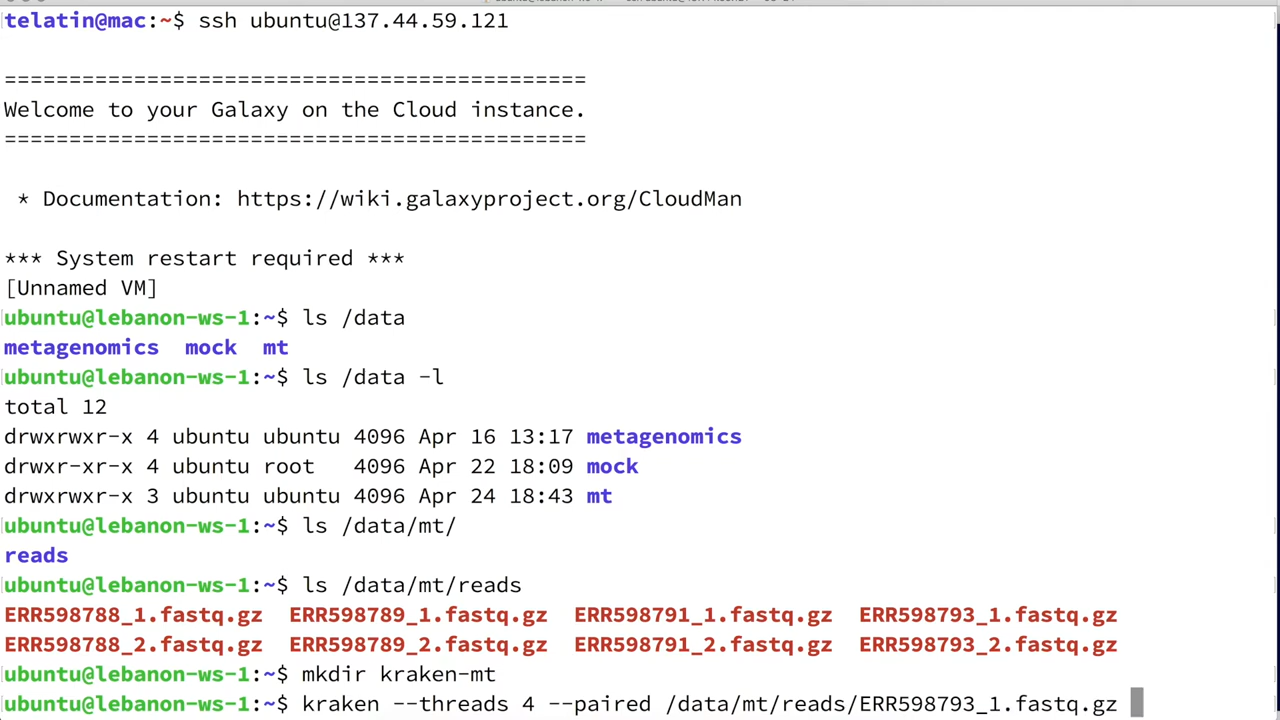 telatin@mac:~$ ssh ubuntu@137.44.59.121
=============================================
Welcome to your Galaxy on the Cloud instance.
=============================================
* Documentation: https://wiki.galaxyproject.org/CloudMan
*** System restart required ***
[Unnamed VM]
ubuntu@lebanon-ws-1:~$ ls /data
metagenomics  mock  mt
ubuntu@lebanon-ws-1:~$ ls /data -l
total 12
drwxrwxr-x 4 ubuntu ubuntu 4096 Apr 16 13:17 metagenomics
drwxr-xr-x 4 ubuntu root   4096 Apr 22 18:09 mock
drwxrwxr-x 3 ubuntu ubuntu 4096 Apr 24 18:43 mt
ubuntu@lebanon-ws-1:~$ ls /data/mt/
reads
ubuntu@lebanon-ws-1:~$ ls /data/mt/reads
ERR598788_1.fastq.gz  ERR598789_1.fastq.gz  ERR598791_1.fastq.gz  ERR598793_1.fastq.gz
ERR598788_2.fastq.gz  ERR598789_2.fastq.gz  ERR598791_2.fastq.gz  ERR598793_2.fastq.gz
ubuntu@lebanon-ws-1:~$ mkdir kraken-mt
ubuntu@lebanon-ws-1:~$ kraken --threads 4 --paired /data/mt/reads/ERR598793_1.fastq.gz